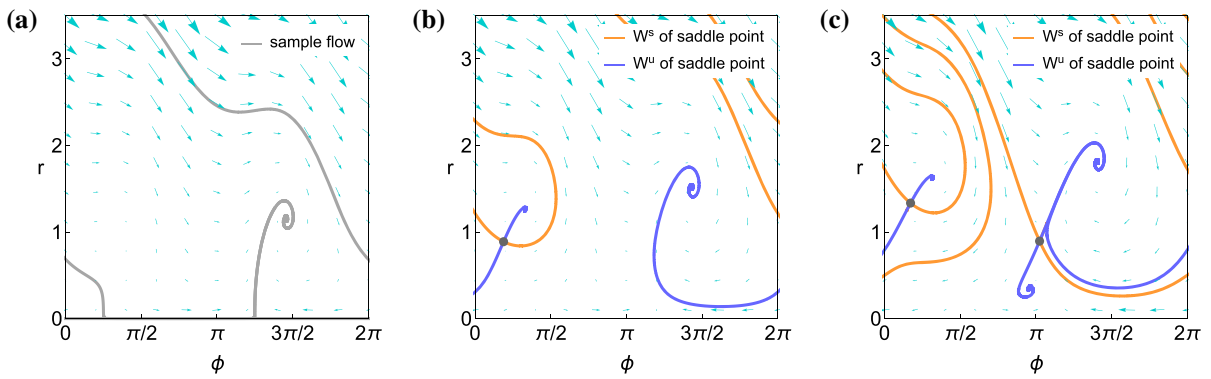 (a)
sample flow
3
2
r
1
0
0 π/2 π 3π/2 2π
ϕ
(b)
Wˢ of saddle point
Wᵘ of saddle point
3
2
r
1
0
0 π/2 π 3π/2 2π
ϕ
(c)
Wˢ of saddle point
Wᵘ of saddle point
3
2
r
1
0
0 π/2 π 3π/2 2π
ϕ